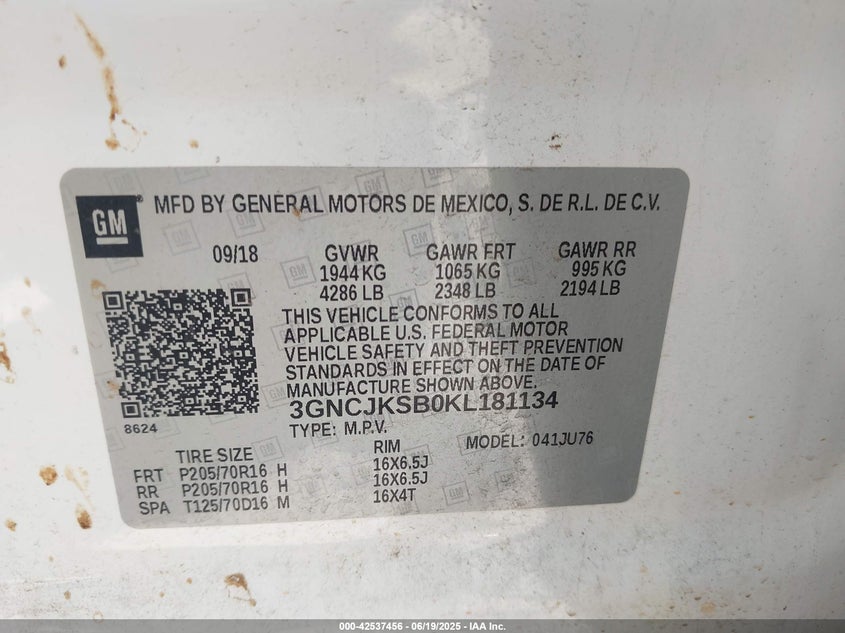 GM
MFD BY GENERAL MOTORS DE MEXICO, S. DE R.L. DE C.V.
09/18 GVWR GAWR FRT GAWR RR
1944 KG 1065 KG 995 KG
4286 LB 2348 LB 2194 LB
THIS VEHICLE CONFORMS TO ALL
APPLICABLE U.S. FEDERAL MOTOR
VEHICLE SAFETY AND THEFT PREVENTION
STANDARDS IN EFFECT ON THE DATE OF
MANUFACTURE SHOWN ABOVE.
3GNCJKSB0KL181134
8624
TYPE: M.P.V. MODEL: 041JU76
TIRE SIZE RIM
FRT P205/70R16 H 16X6.5J
RR P205/70R16 H 16X6.5J
SPA T125/70D16 M 16X4T
000-42537456 - 06/19/2025 - IAA Inc.